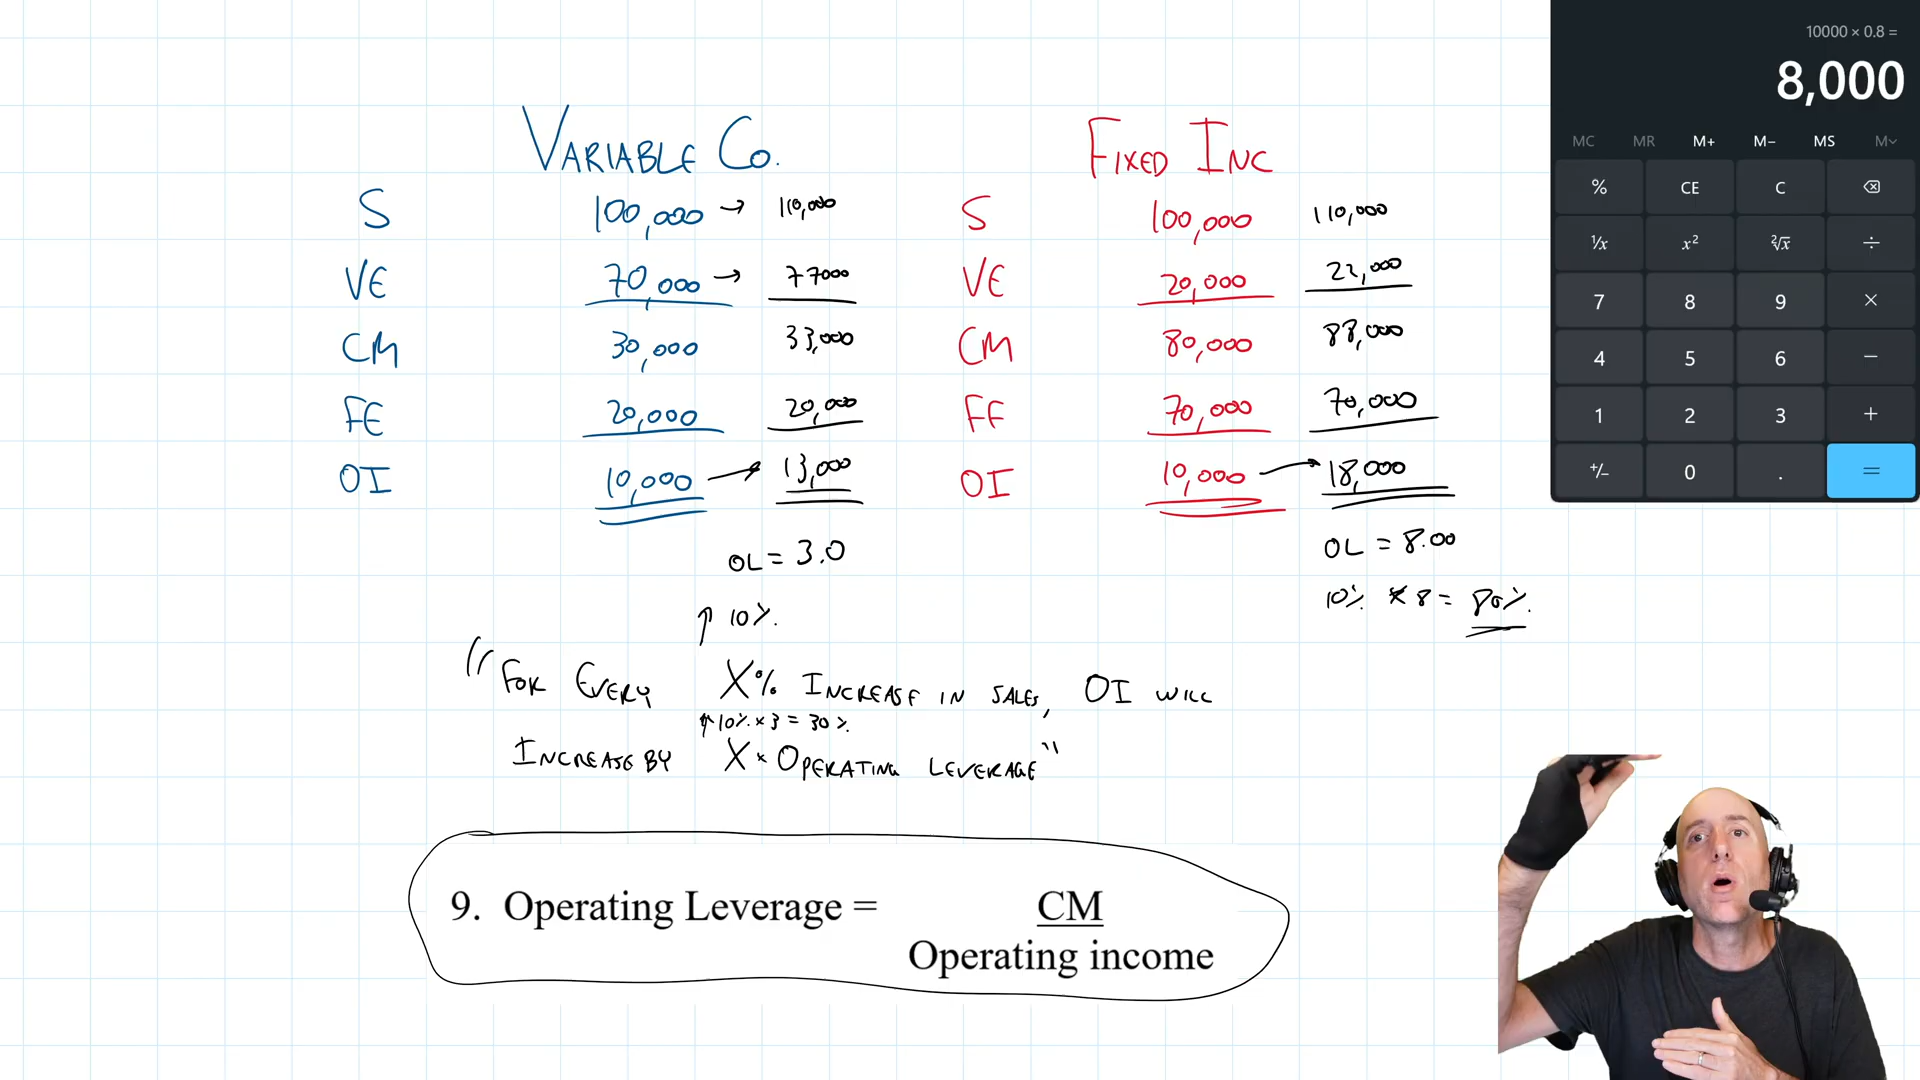 VARIABLE CO.
S 100,000 → 110,000
VE 70,000 → 77000
CM 30,000 33,000
FE 20,000 20,000
OI 10,000 → 13,000
OL = 3.0
FIXED INC
S 100,000 110,000
VE 20,000 22,000
CM 80,000 88,000
FE 70,000 70,000
OI 10,000 → 18,000
OL = 8.00
10% * 8 = 80%
↑ 10%
"FOR EVERY X% INCREASE IN SALES, OI WILL
↑10% × 3 = 30%
INCREASE BY X * OPERATING LEVERAGE"
9. Operating Leverage = CM
Operating income
10000 × 0.8 =
8,000
MC MR M+ M− MS M˅
% CE C ⌫
¹/x x² ²√x ÷
7 8 9 ×
4 5 6 −
1 2 3 +
+/− 0 . =